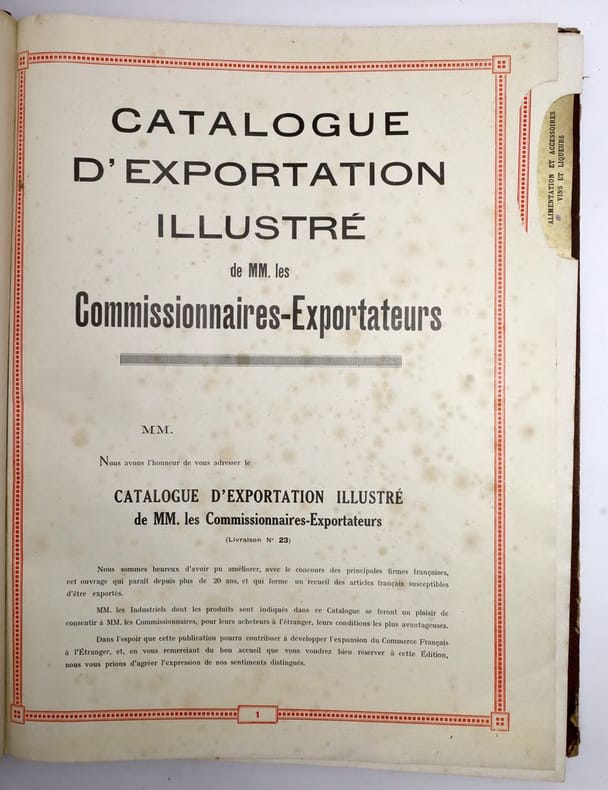 CATALOGUE
D'EXPORTATION
ILLUSTRÉ
de MM. les
Commissionnaires-Exportateurs
MM.
Nous avons l'honneur de vous adresser le
CATALOGUE D'EXPORTATION ILLUSTRÉ
de MM. les Commissionnaires-Exportateurs
(Livraison N° 23)
Nous sommes heureux d'avoir pu améliorer, avec le concours des principales firmes françaises,
cet ouvrage qui paraît depuis plus de 20 ans, et qui forme un recueil des articles français susceptibles
d'être exportés.
MM. les Industriels dont les produits sont indiqués dans ce Catalogue se feront un plaisir de
consentir à MM. les Commissionnaires, pour leurs acheteurs à l'étranger, leurs conditions les plus avantageuses.
Dans l'espoir que cette publication pourra contribuer à développer l'expansion du Commerce Français
à l'Étranger, et, en vous remerciant du bon accueil que vous voudrez bien réserver à cette Édition,
nous vous prions d'agréer l'expression de nos sentiments distingués.
1
ALIMENTATION ET ACCESSOIRES
VINS ET LIQUEURS